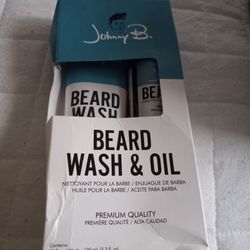 Johnny B.
BEARD
WASH
BEARD
WASH & OIL
NETTOYANT POUR LA BARBE / ENJUAGUE DE BARBA
HUILE POUR LA BARBE / ACEITE PARA BARBA
PREMIUM QUALITY
PREMIÈRE QUALITÉ / ALTA CALIDAD